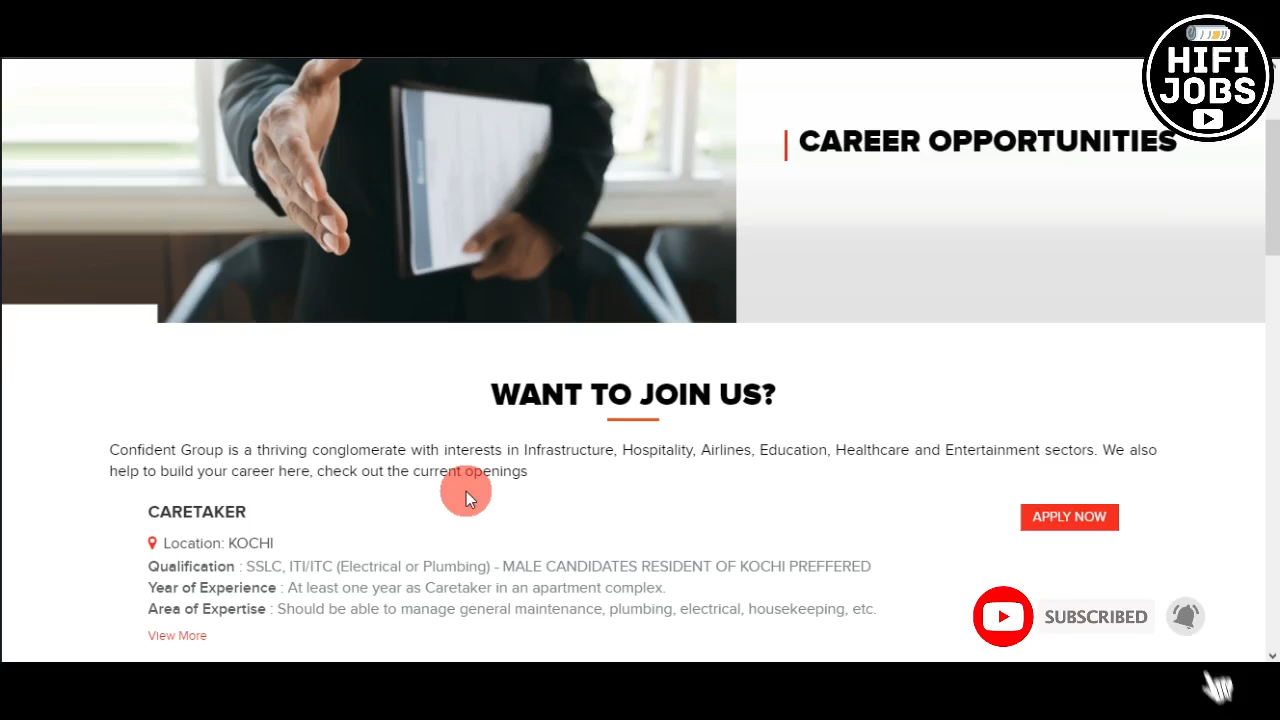 HIFI
JOBS
CAREER OPPORTUNITIES
WANT TO JOIN US?
Confident Group is a thriving conglomerate with interests in Infrastructure, Hospitality, Airlines, Education, Healthcare and Entertainment sectors. We also
help to build your career here, check out the current openings
CARETAKER
APPLY NOW
Location: KOCHI
Qualification : SSLC, ITI/ITC (Electrical or Plumbing) - MALE CANDIDATES RESIDENT OF KOCHI PREFFERED
Year of Experience : At least one year as Caretaker in an apartment complex.
Area of Expertise : Should be able to manage general maintenance, plumbing, electrical, housekeeping, etc.
SUBSCRIBED
View More